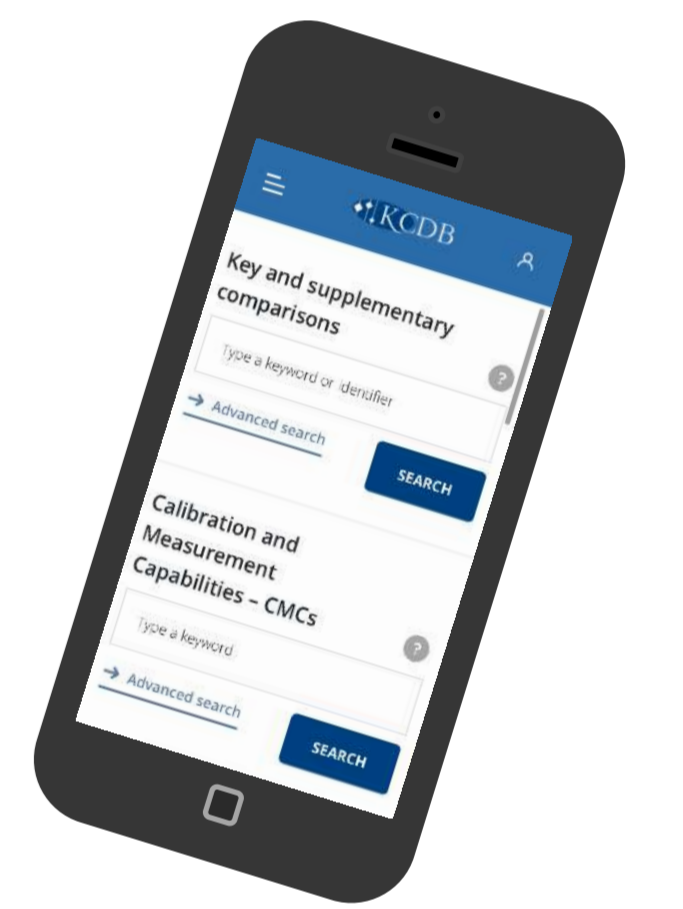 KCDB
Key and supplementary
comparisons
?
Type a keyword or identifier
Advanced search
SEARCH
Calibration and
Measurement
Capabilities – CMCs
?
Type a keyword
Advanced search
SEARCH